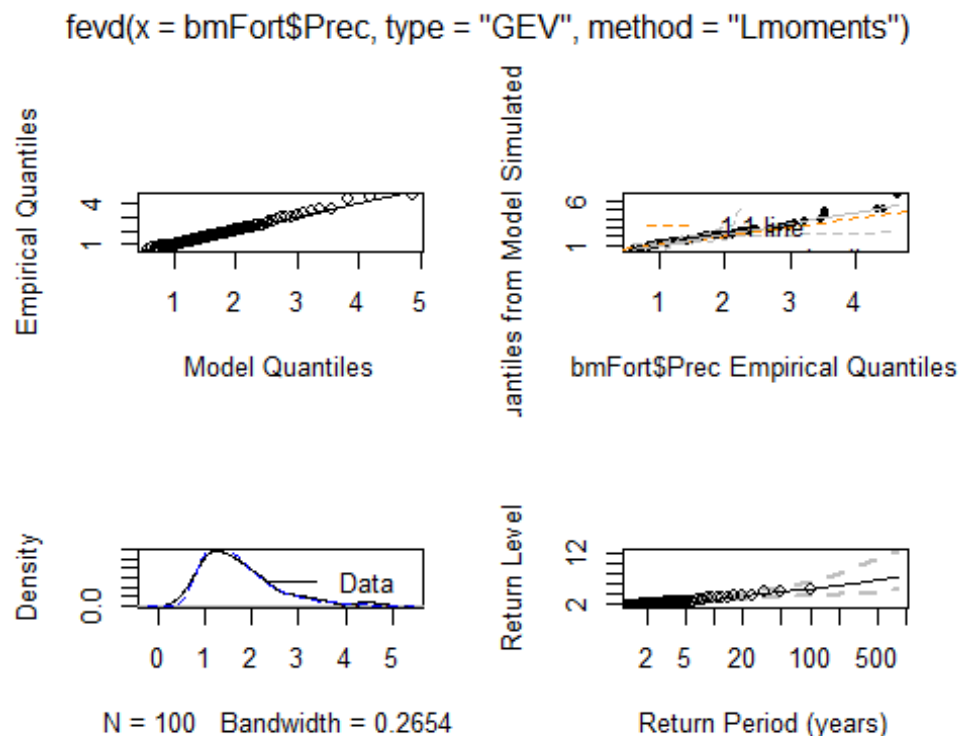 fevd(x = bmFort$Prec, type = "GEV", method = "Lmoments")
Empirical Quantiles
4
1
1 2 3 4 5
Model Quantiles
uantiles from Model Simulated
6
1
1:1 line
1 2 3 4
bmFort$Prec Empirical Quantiles
Density
0.0
Data
0 1 2 3 4 5
N = 100 Bandwidth = 0.2654
Return Level
12
2
2 5 20 100 500
Return Period (years)